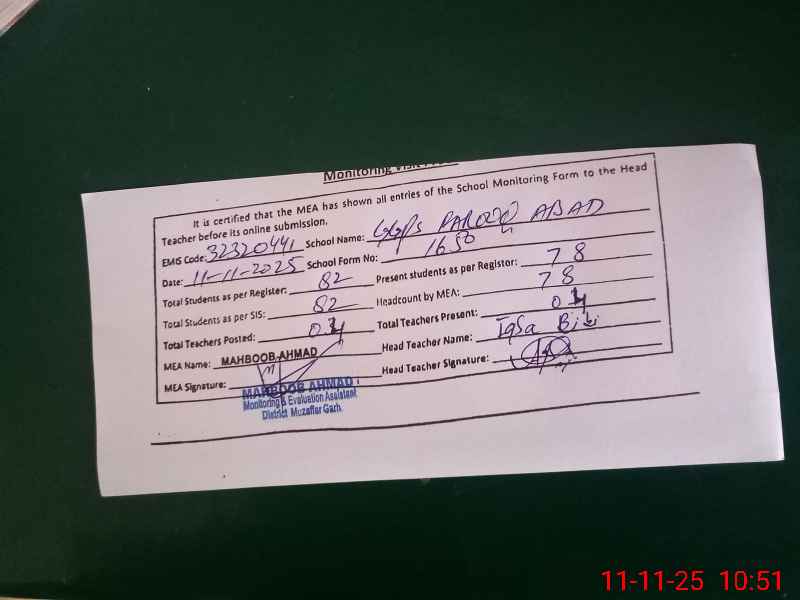 Monitoring Visit
It is certified that the MEA has shown all entries of the School Monitoring Form to the Head
Teacher before its online submission.
EMIS Code: 32320441 School Name: GGPS FAROOQ ABAD
Date: 11-11-2025 School Form No: 1650
Total Students as per Register: 82 Present students as per Registor: 78
Total Students as per SIS: 82 Headcount by MEA: 78
Total Teachers Posted: 04 Total Teachers Present: 04
MEA Name: MAHBOOB AHMAD Head Teacher Name: Iqsa Bibi
MEA Signature: Head Teacher Signature:
MAHBOOB AHMAD
Monitoring & Evaluation Assistant
District Muzaffar Garh.
11-11-25 10:51